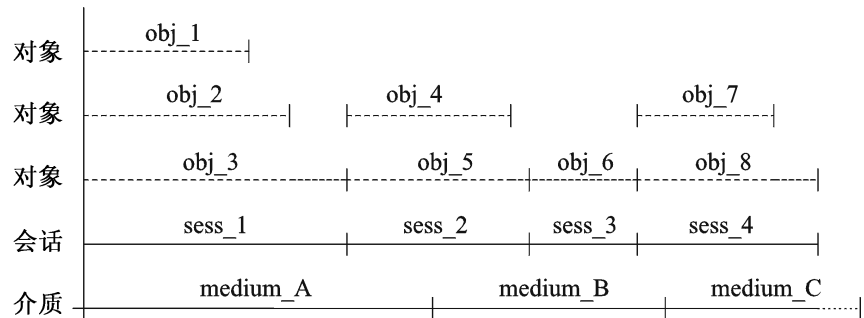 对象 obj_1
对象 obj_2 obj_4 obj_7
对象 obj_3 obj_5 obj_6 obj_8
会话 sess_1 sess_2 sess_3 sess_4
介质 medium_A medium_B medium_C